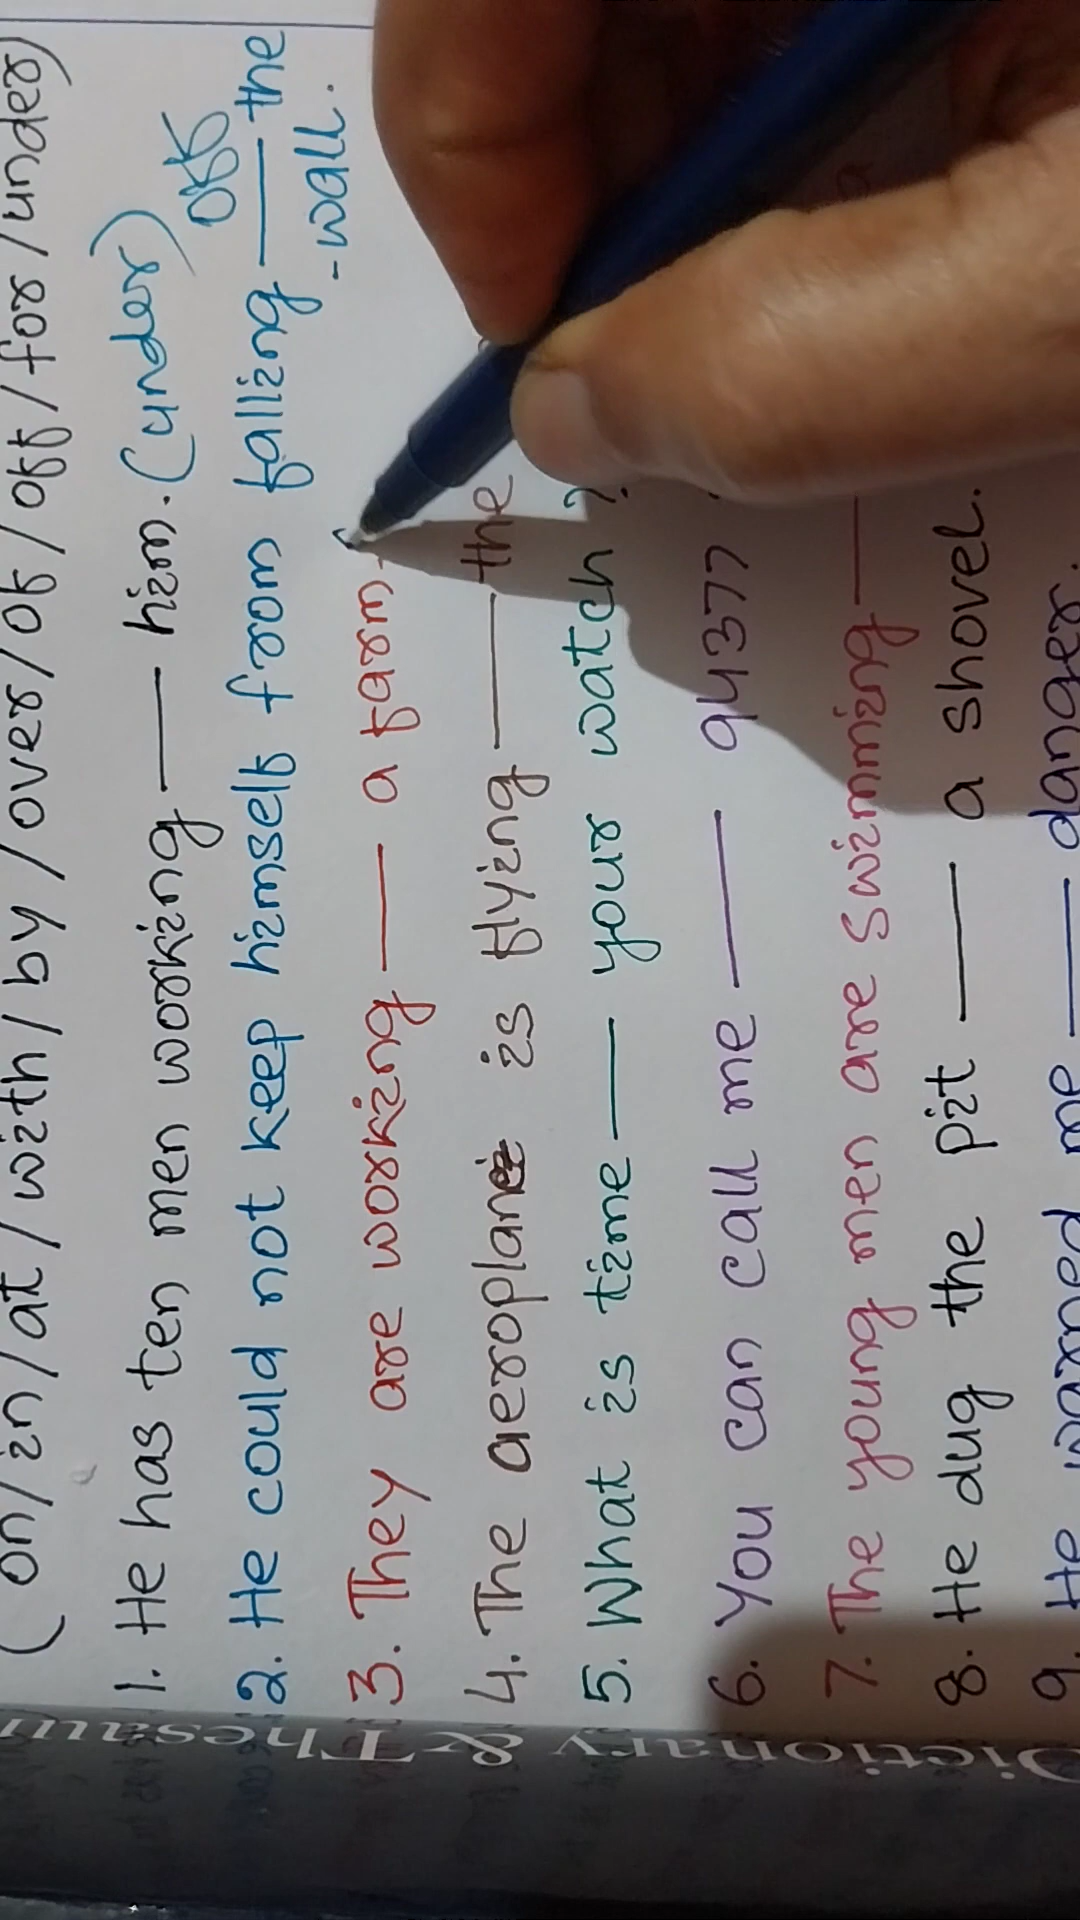 (on/in/at/with/by/over/of/off/for/under)
1. He has ten men working — him. (under)
off
2. He could not keep himself from falling — the
-wall.
3. They are working — a farm.
4. The aeroplane is flying — the
5. What is time — your watch?
6. You can call me — 94377
7. The young men are swimming — a
8. He dug the pit — a shovel.
9. He me — danger.
Dictionary & Thesaur